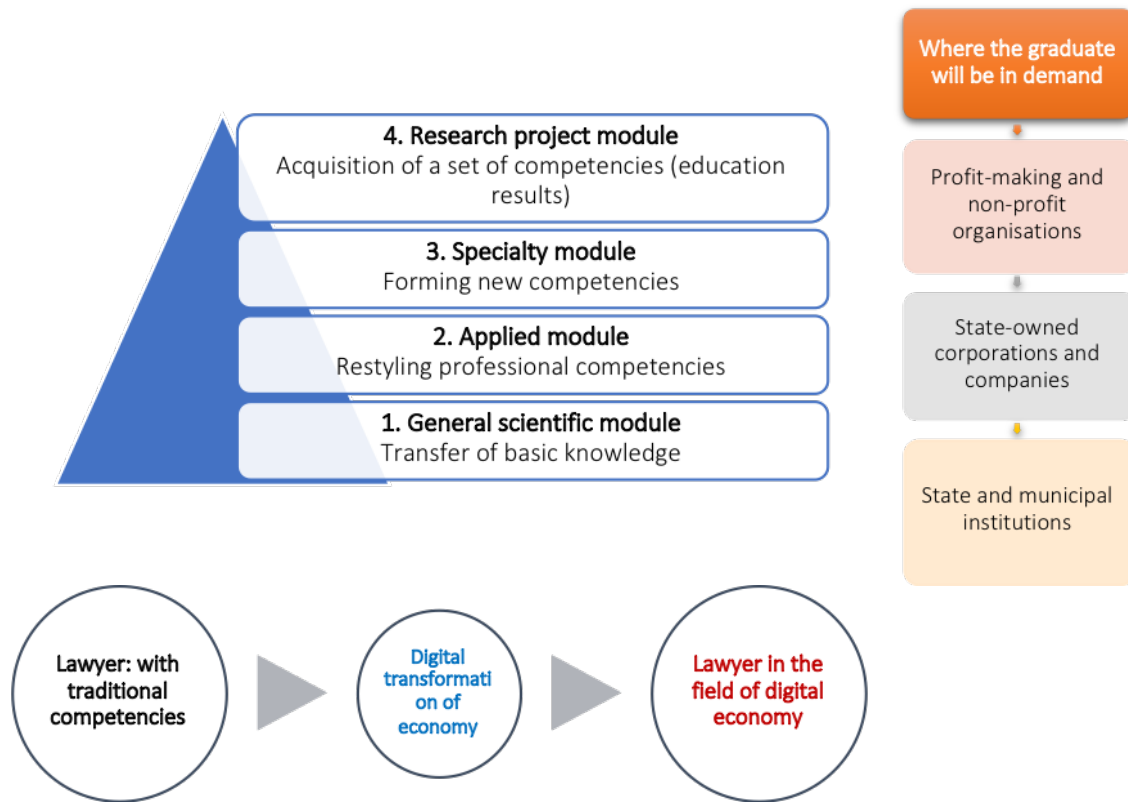 4. Research project module
Acquisition of a set of competencies (education
results)
3. Specialty module
Forming new competencies
2. Applied module
Restyling professional competencies
1. General scientific module
Transfer of basic knowledge
Where the graduate
will be in demand
Profit-making and
non-profit
organisations
State-owned
corporations and
companies
State and municipal
institutions
Lawyer: with
traditional
competencies
Digital
transformati
on of
economy
Lawyer in the
field of digital
economy